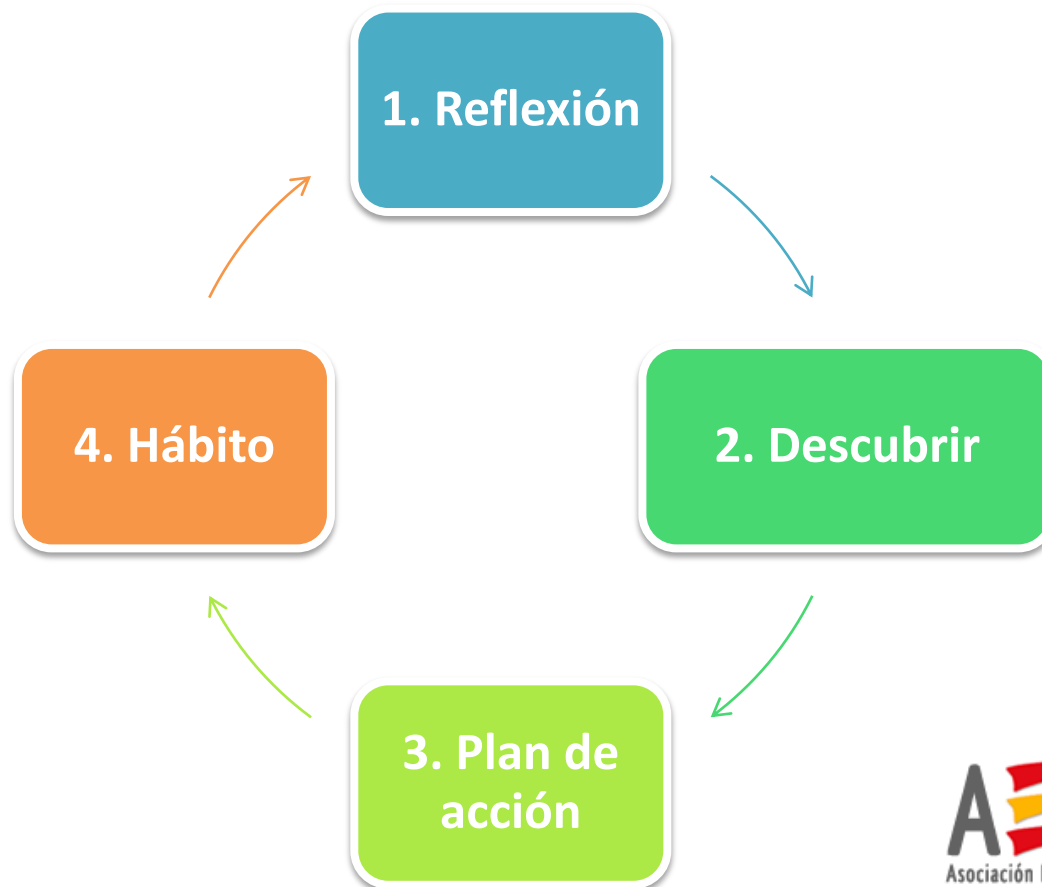 1. Reflexión
2. Descubrir
3. Plan de
acción
4. Hábito
Asociación